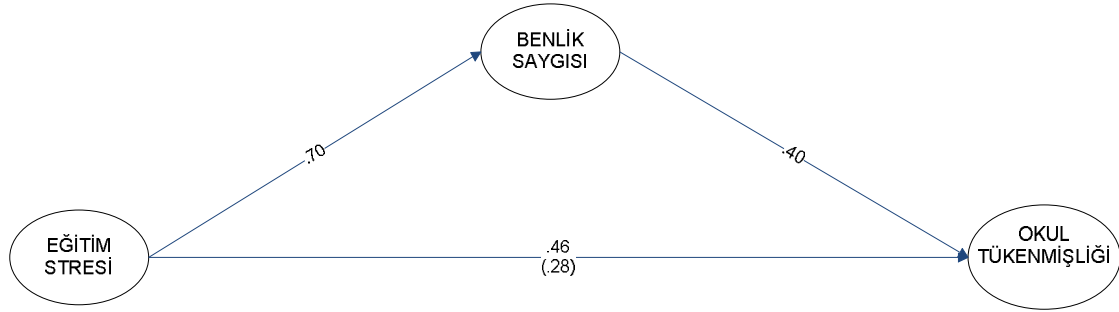 BENLİK
SAYGISI
.70
.40
EĞİTİM
STRESİ
.46
(.28)
OKUL
TÜKENMİŞLİĞİ